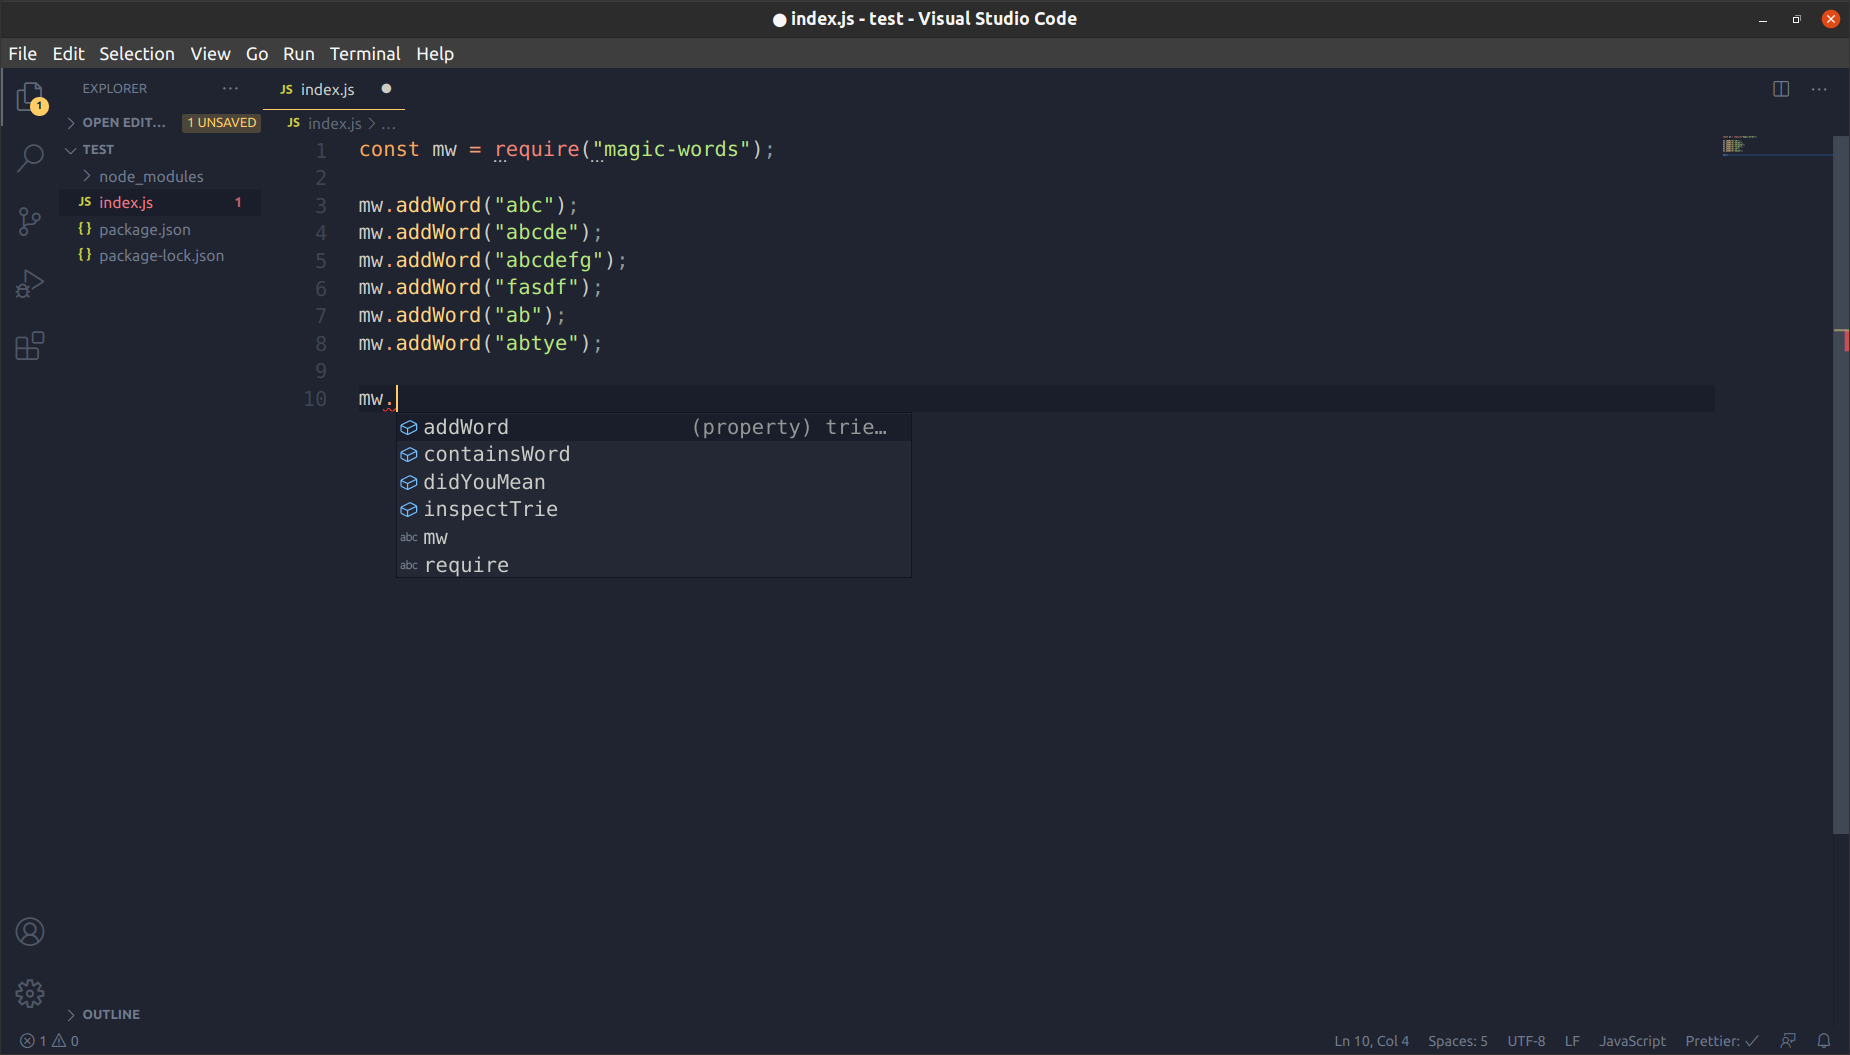 index.js - test - Visual Studio Code
File Edit Selection View Go Run Terminal Help
1
EXPLORER
OPEN EDIT... 1 UNSAVED
TEST
node_modules
JS index.js 1
{} package.json
{} package-lock.json
JS index.js
JS index.js > ...
1 const mw = require("magic-words");
2
3 mw.addWord("abc");
4 mw.addWord("abcde");
5 mw.addWord("abcdefg");
6 mw.addWord("fasdf");
7 mw.addWord("ab");
8 mw.addWord("abtye");
9
10 mw.
addWord (property) trie...
containsWord
didYouMean
inspectTrie
abc mw
abc require
OUTLINE
1 0
Ln 10, Col 4 Spaces: 5 UTF-8 LF JavaScript Prettier: ✓